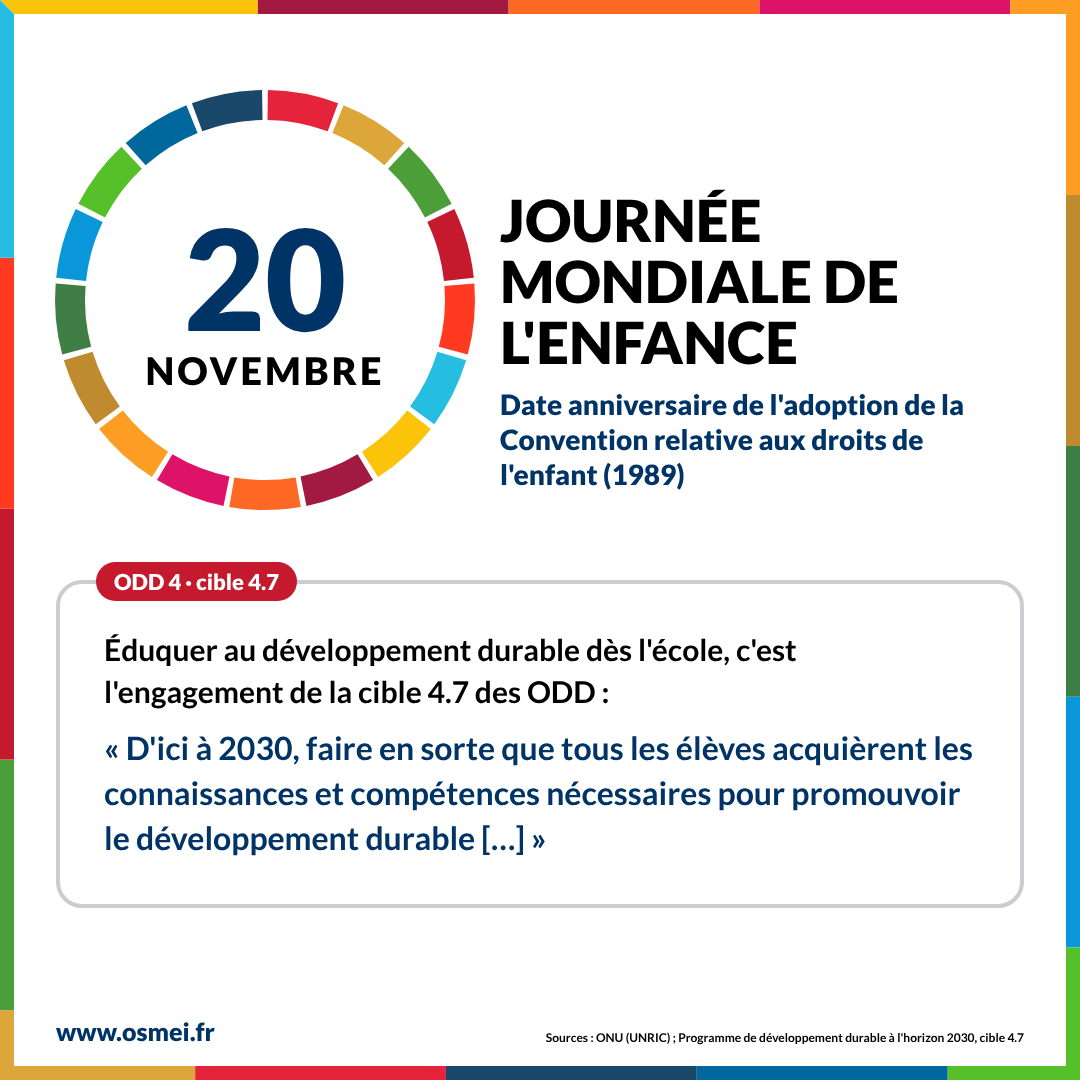 20
NOVEMBRE
JOURNÉE
MONDIALE DE
L'ENFANCE
Date anniversaire de l'adoption de la
Convention relative aux droits de
l'enfant (1989)
ODD 4 · cible 4.7
Éduquer au développement durable dès l'école, c'est
l'engagement de la cible 4.7 des ODD :
« D'ici à 2030, faire en sorte que tous les élèves acquièrent les
connaissances et compétences nécessaires pour promouvoir
le développement durable [...] »
www.osmei.fr
Sources : ONU (UNRIC) ; Programme de développement durable à l'horizon 2030, cible 4.7